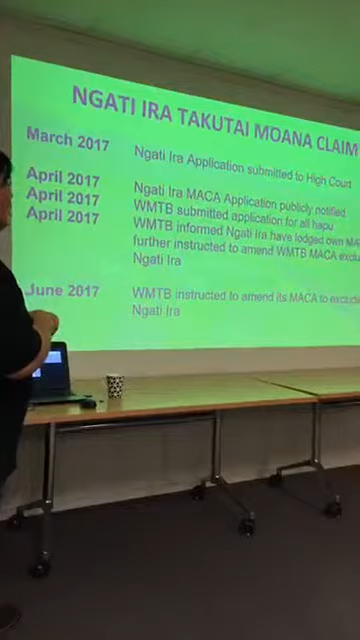 NGATI IRA TAKUTAI MOANA CLAIM
March 2017 Ngati Ira Application submitted to High Court
April 2017 Ngati Ira MACA Application publicly notified
April 2017 WMTB submitted application for all hapu
April 2017 WMTB informed Ngati Ira have lodged own
further instructed to amend WMTB MACA
Ngati Ira
June 2017 WMTB instructed to amend its MACA to
Ngati Ira